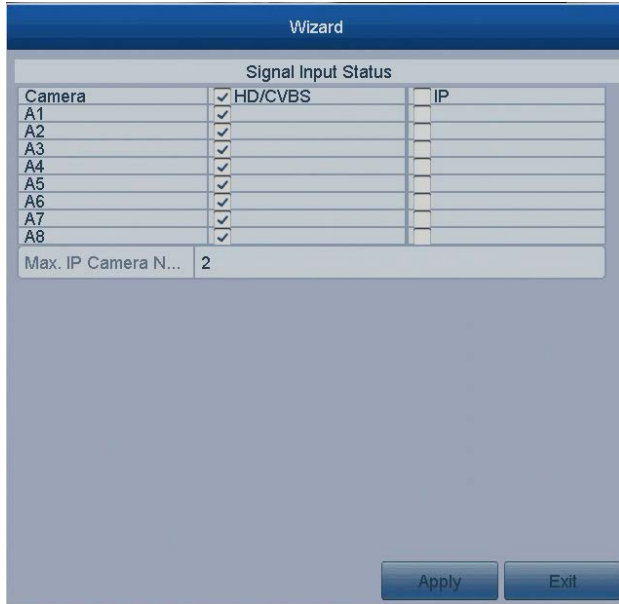 Wizard
Signal Input Status
Camera HD/CVBS IP
A1
A2
A3
A4
A5
A6
A7
A8
Max. IP Camera N... 2
Apply Exit